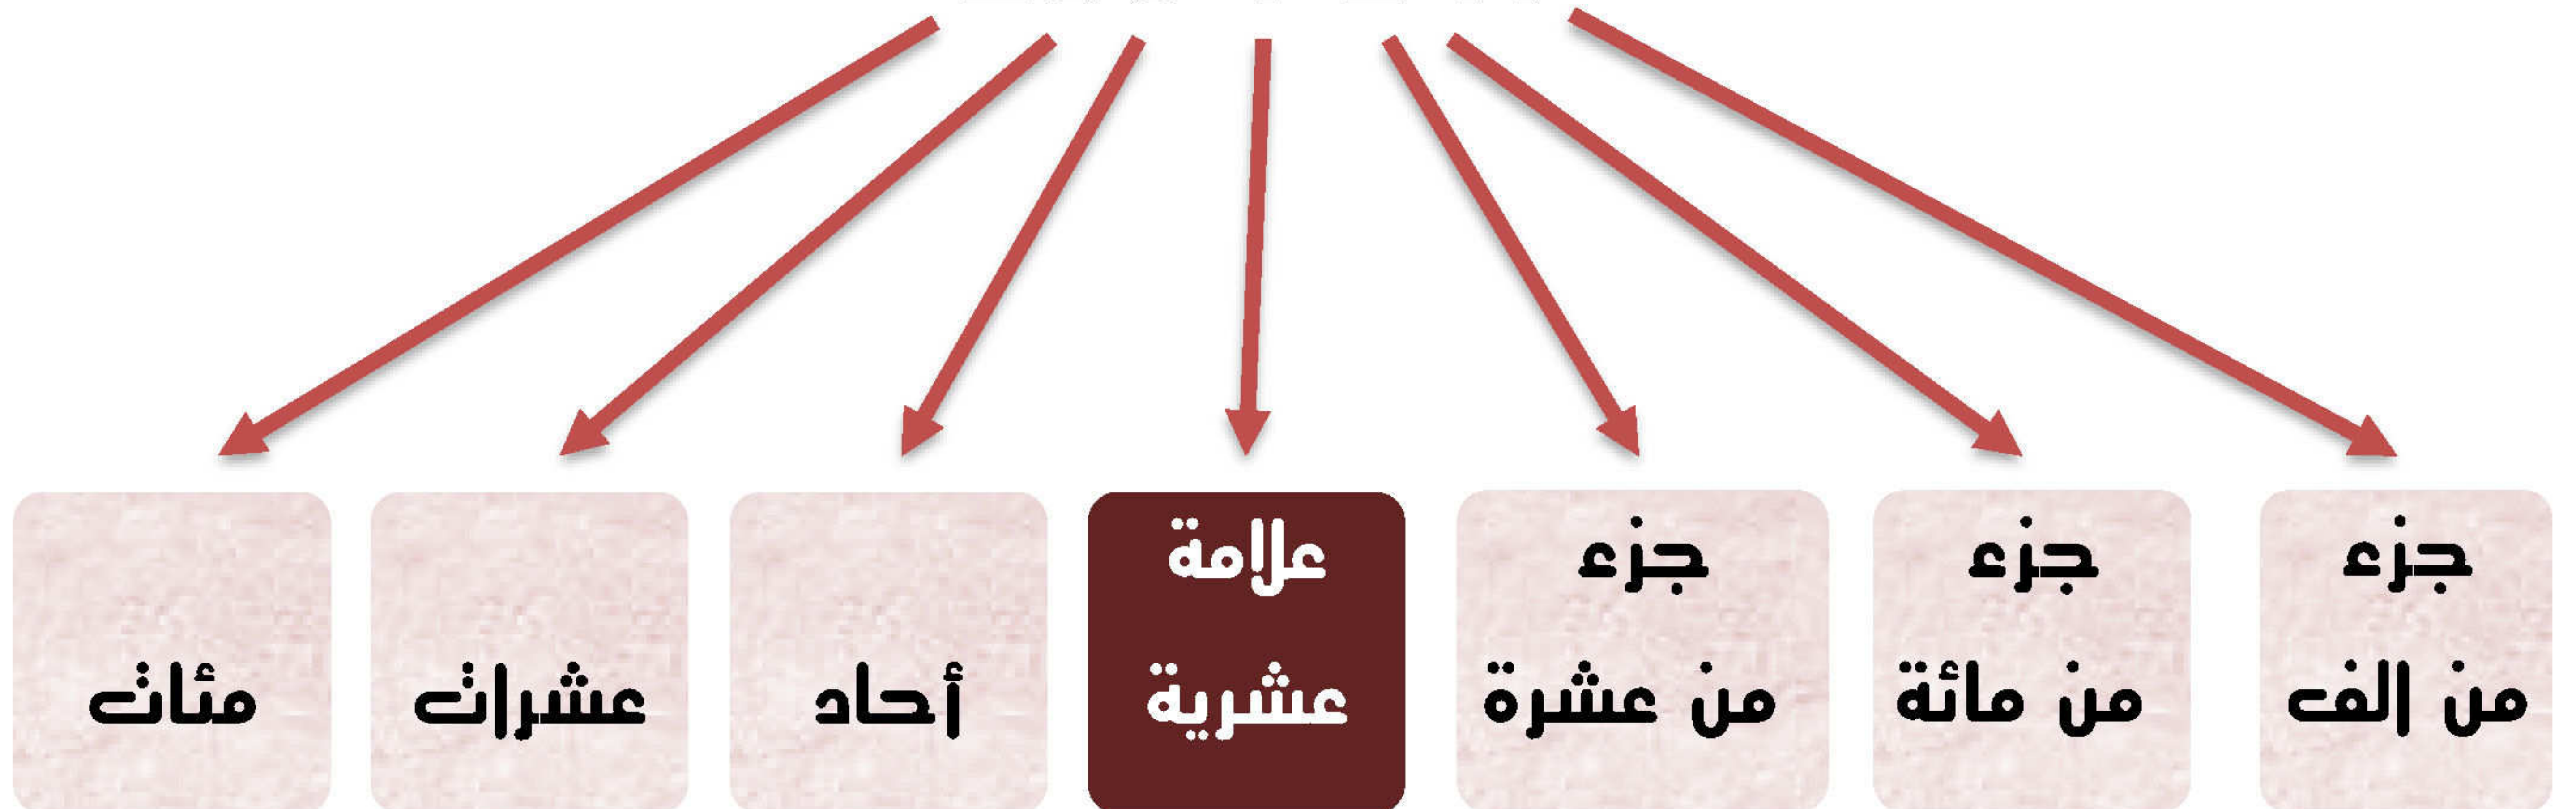 مئات
عشرات
أحاد
علامة
عشرية
جزء
من عشرة
جزء
من مائة
جزء
من الف